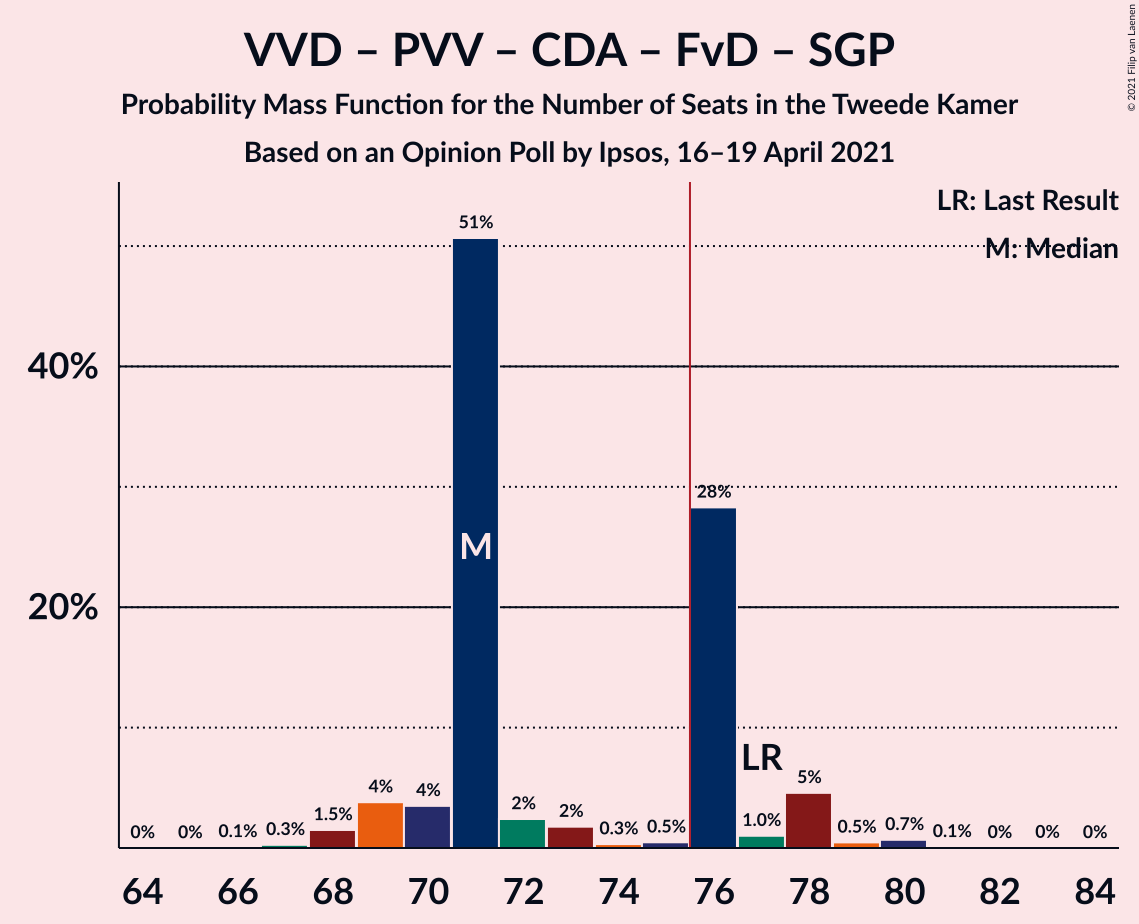 VVD – PVV – CDA – FvD – SGP
Probability Mass Function for the Number of Seats in the Tweede Kamer
Based on an Opinion Poll by Ipsos, 16–19 April 2021
© 2021 Filip van Laenen
LR: Last Result
M: Median
40%
20%
0% 0% 0.1% 0.3% 1.5% 4% 4% 51% 2% 2% 0.3% 0.5% 28% 1.0% 5% 0.5% 0.7% 0.1% 0% 0% 0%
M
LR
64 66 68 70 72 74 76 78 80 82 84